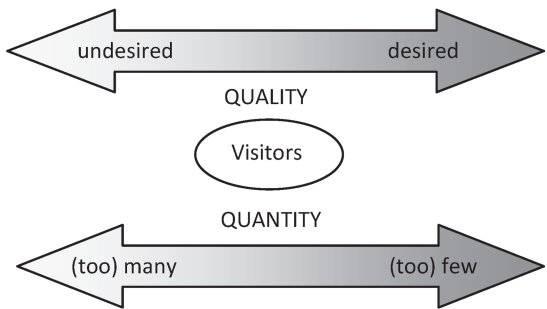 undesired desired
QUALITY
Visitors
QUANTITY
(too) many (too) few